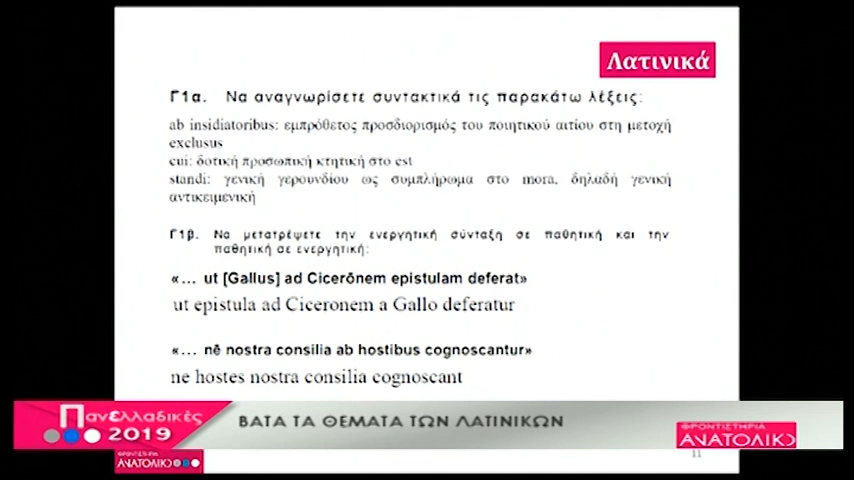 Λατινικά
Γ1α. Να αναγνωρίσετε συντακτικά τις παρακάτω λέξεις:
ab insidiatoribus: εμπρόθετος προσδιορισμός του ποιητικού αιτίου στη μετοχή
exclusus
cui: δοτική προσωπική κτητική στο est
standi: γενική γερουνδίου ως συμπλήρωμα στο mora, δηλαδή γενική
αντικειμενική
Γ1β. Να μετατρέψετε την ενεργητική σύνταξη σε παθητική και την
παθητική σε ενεργητική:
«... ut [Gallus] ad Cicerōnem epistulam deferat»
ut epistula ad Ciceronem a Gallo deferatur
«... nē nostra consilia ab hostibus cognoscantur»
ne hostes nostra consilia cognoscant
Πανελλαδικές
2019
ΒΑΤΑ ΤΑ ΘΕΜΑΤΑ ΤΩΝ ΛΑΤΙΝΙΚΩΝ
ΦΡΟΝΤΙΣΤΗΡΙΑ
ΑΝΑΤΟΛΙΚΟ
ΦΡΟΝΤΙΣΤΗΡΙΑ
ΑΝΑΤΟΛΙΚΟ
11